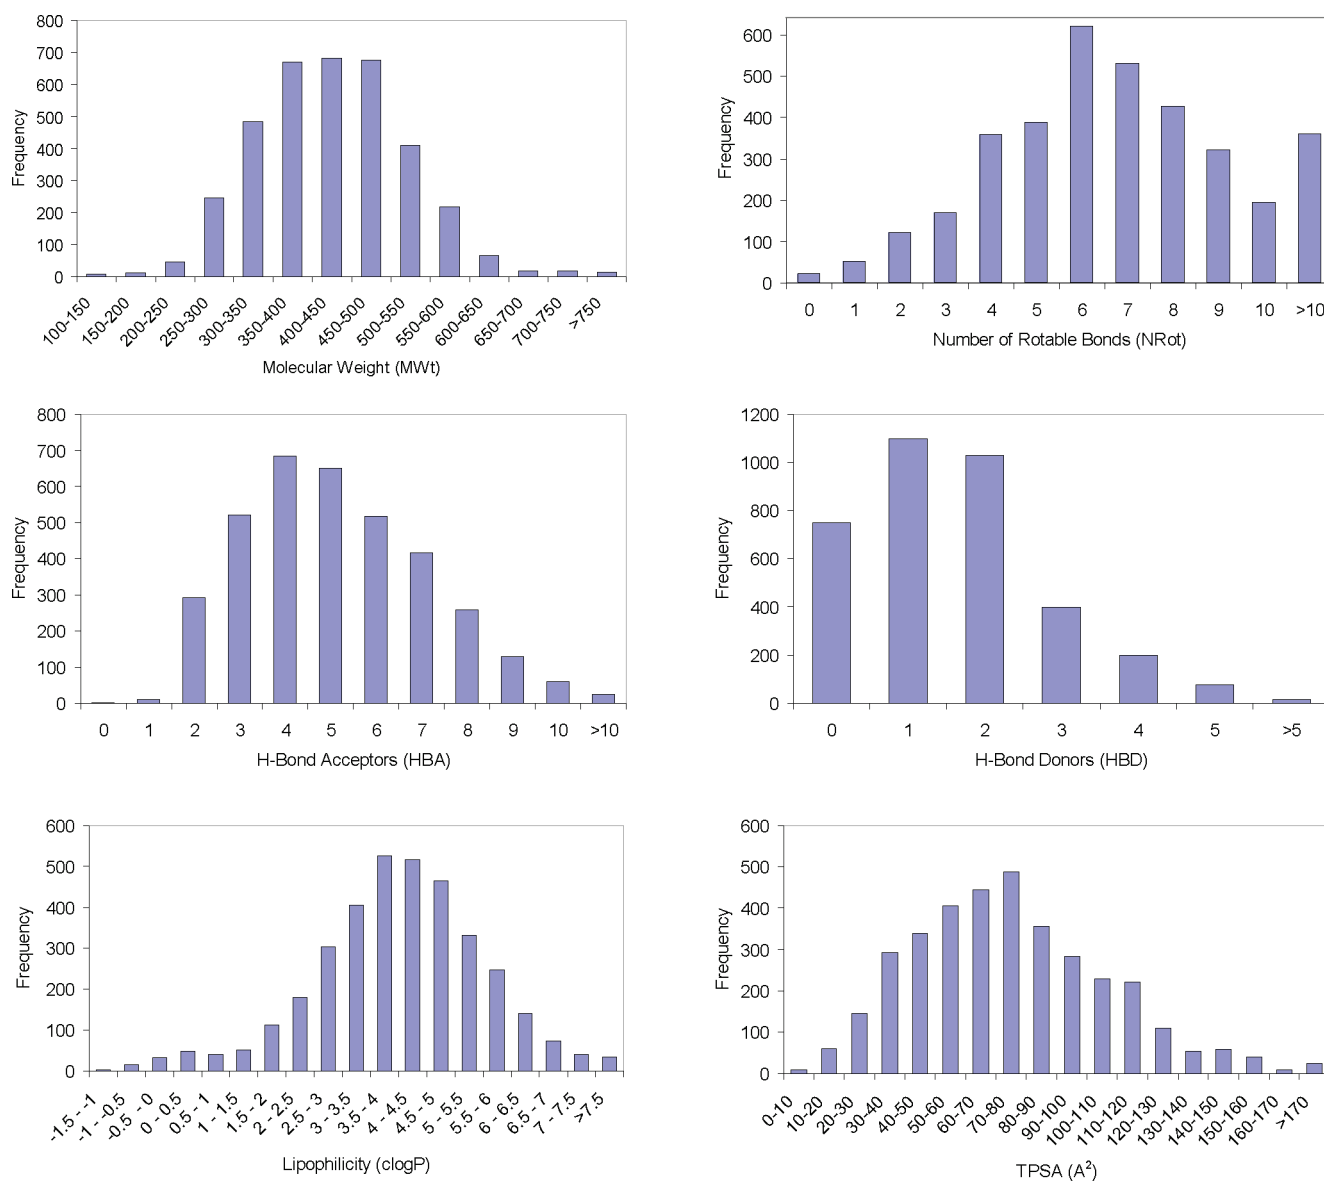 800
700
600
500
400
300
200
100
0
Frequency
100-150
150-200
200-250
250-300
300-350
350-400
400-450
450-500
500-550
550-600
600-650
650-700
700-750
>750
Molecular Weight (MWt)
600
500
400
300
200
100
0
Frequency
0 1 2 3 4 5 6 7 8 9 10 >10
Number of Rotable Bonds (NRot)
800
700
600
500
400
300
200
100
0
Frequency
0 1 2 3 4 5 6 7 8 9 10 >10
H-Bond Acceptors (HBA)
1200
1000
800
600
400
200
0
Frequency
0 1 2 3 4 5 >5
H-Bond Donors (HBD)
600
500
400
300
200
100
0
Frequency
-1.5 - -1
-1 - -0.5
-0.5 - 0
0 - 0.5
0.5 - 1
1 - 1.5
1.5 - 2
2 - 2.5
2.5 - 3
3 - 3.5
3.5 - 4
4 - 4.5
4.5 - 5
5 - 5.5
5.5 - 6
6 - 6.5
6.5 - 7
7 - 7.5
>7.5
Lipophilicity (clogP)
600
500
400
300
200
100
0
Frequency
0-10
10-20
20-30
30-40
40-50
50-60
60-70
70-80
80-90
90-100
100-110
110-120
120-130
130-140
140-150
150-160
160-170
>170
TPSA (A²)